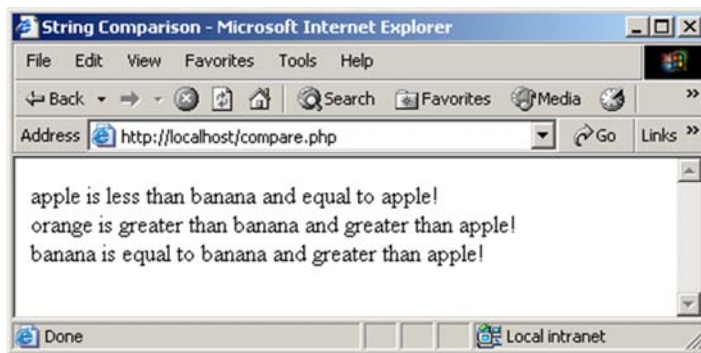 String Comparison - Microsoft Internet Explorer
File Edit View Favorites Tools Help
Back Search Favorites Media »
Address http://localhost/compare.php Go Links »
apple is less than banana and equal to apple!
orange is greater than banana and greater than apple!
banana is equal to banana and greater than apple!
Done Local intranet